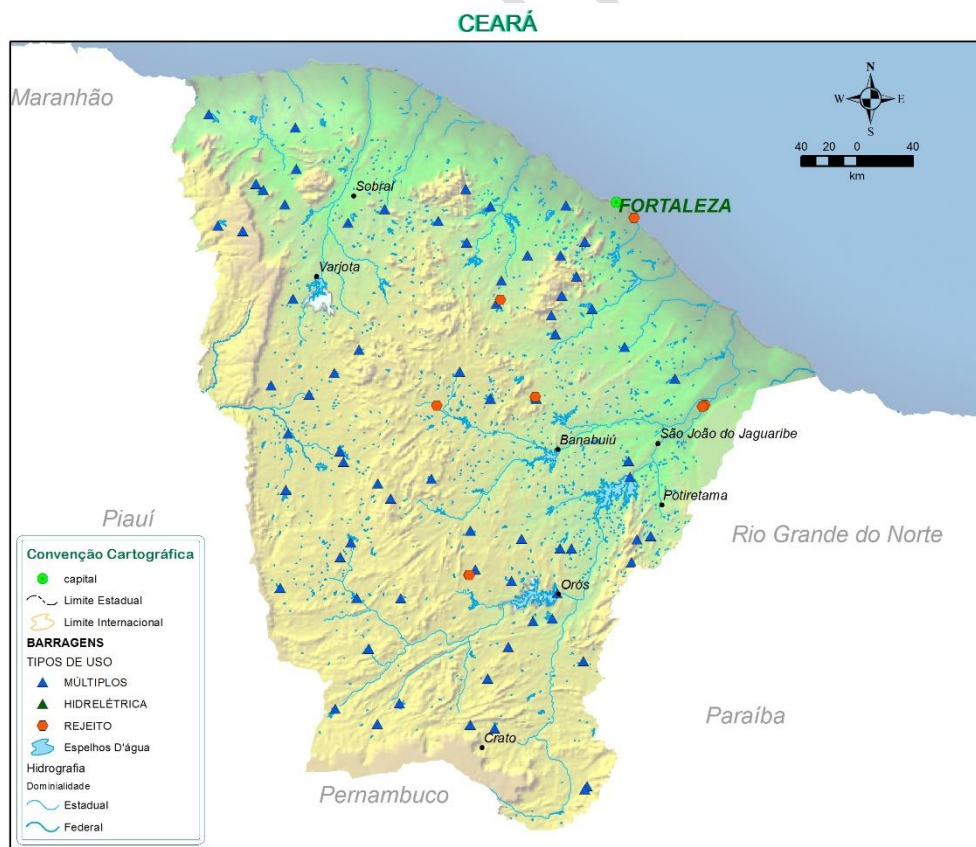 CEARÁ
Maranhão
N
W
E
S
40 20 0 40
km
Sobral
FORTALEZA
Varjota
Banabuiú
São João do Jaguaribe
Potiretama
Piauí
Rio Grande do Norte
Orós
Paraíba
Crato
Pernambuco
Convenção Cartográfica
capital
Limite Estadual
Limite Internacional
BARRAGENS
TIPOS DE USO
MÚLTIPLOS
HIDRELÉTRICA
REJEITO
Espelhos D'água
Hidrografia
Dominialidade
Estadual
Federal